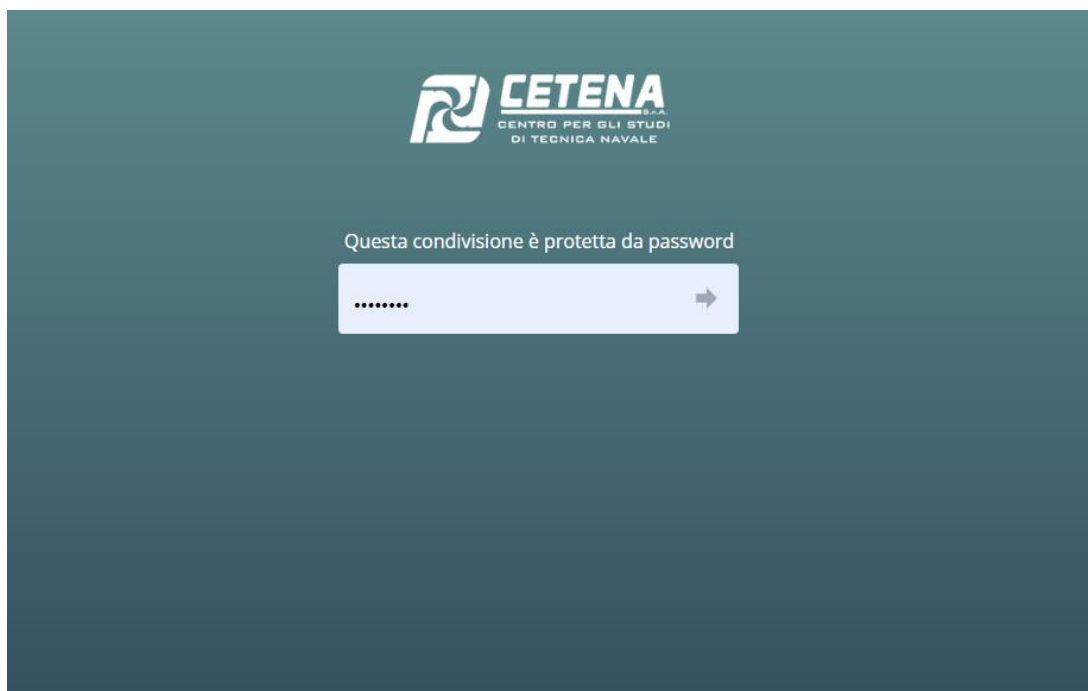 CETENA
S.p.A.
CENTRO PER GLI STUDI
DI TECNICA NAVALE
Questa condivisione è protetta da password
••••••••